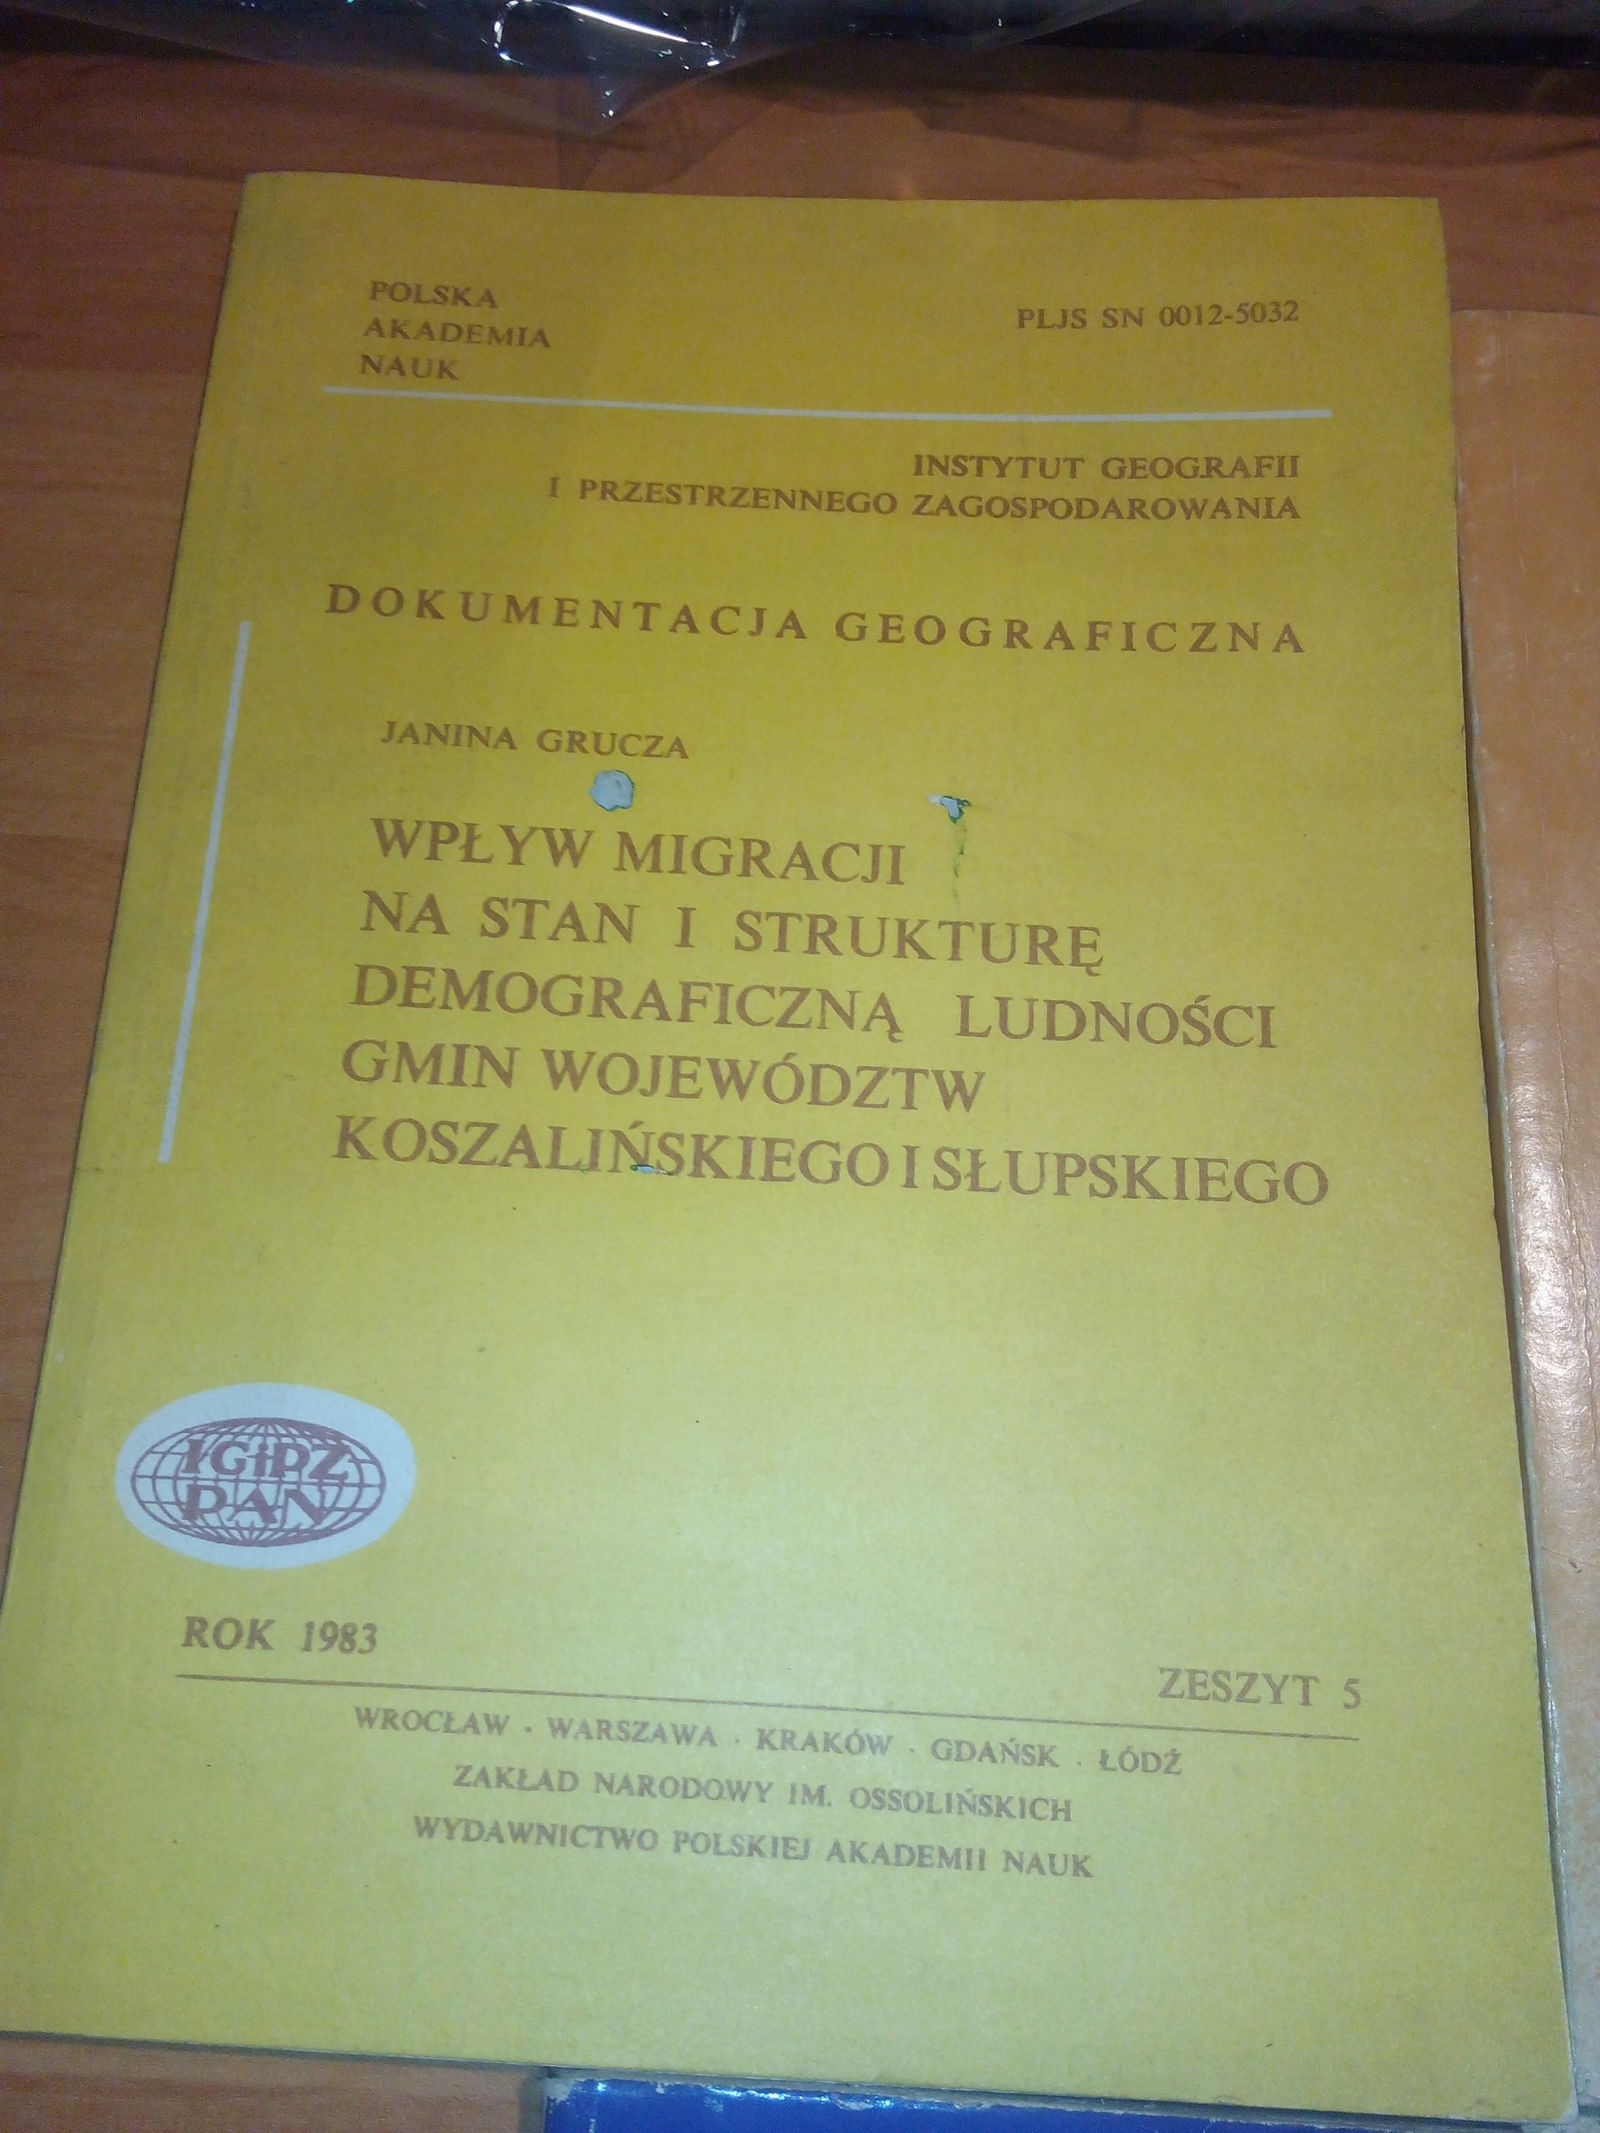 POLSKA
AKADEMIA
NAUK
PLJS SN 0012-5032
INSTYTUT GEOGRAFII
I PRZESTRZENNEGO ZAGOSPODAROWANIA
DOKUMENTACJA GEOGRAFICZNA
JANINA GRUCZA
WPŁYW MIGRACJI
NA STAN I STRUKTURĘ
DEMOGRAFICZNĄ LUDNOŚCI
GMIN WOJEWÓDZTW
KOSZALIŃSKIEGO I SŁUPSKIEGO
IGiPZ
PAN
ROK 1983
ZESZYT 5
WROCŁAW · WARSZAWA · KRAKÓW · GDAŃSK · ŁÓDŹ
ZAKŁAD NARODOWY IM. OSSOLIŃSKICH
WYDAWNICTWO POLSKIEJ AKADEMII NAUK